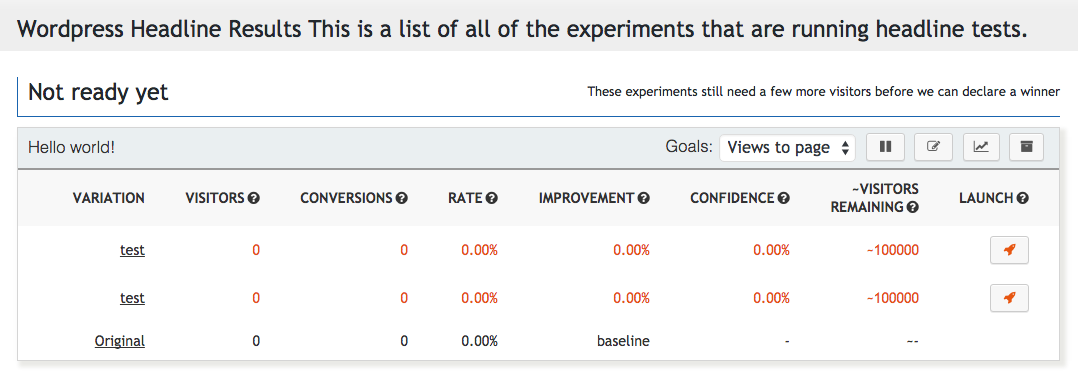 Wordpress Headline Results This is a list of all of the experiments that are running headline tests.
Not ready yet
These experiments still need a few more visitors before we can declare a winner
Hello world!
Goals: Views to page
VARIATION VISITORS CONVERSIONS RATE IMPROVEMENT CONFIDENCE ~VISITORS REMAINING LAUNCH
test 0 0 0.00% 0.00% 0.00% ~100000
test 0 0 0.00% 0.00% 0.00% ~100000
Original 0 0 0.00% baseline - ~-